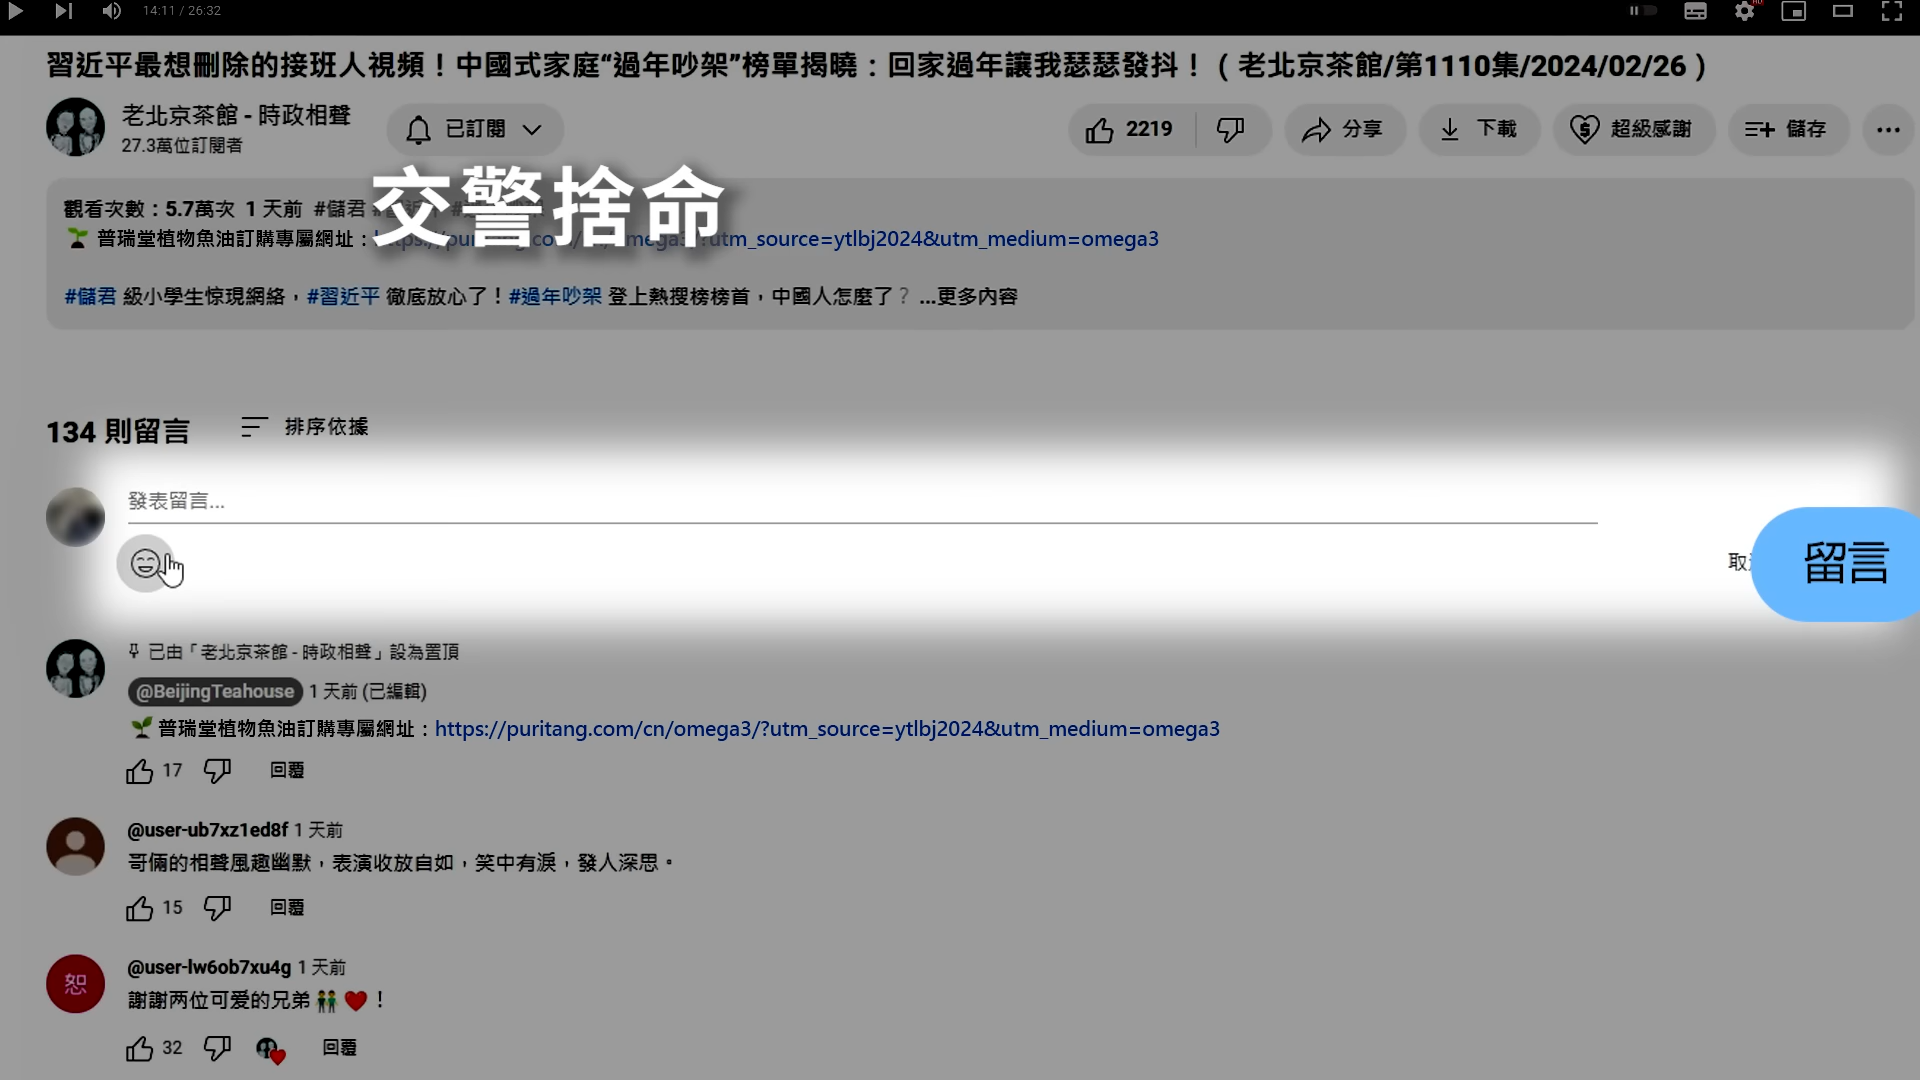 14:11 / 26:32
習近平最想刪除的接班人視頻！中國式家庭“過年吵架”榜單揭曉：回家過年讓我瑟瑟發抖！（老北京茶館/第1110集/2024/02/26）
老北京茶館 - 時政相聲
27.3萬位訂閱者
已訂閱
2219
分享
下載
超級感謝
儲存
交警捨命
觀看次數：5.7萬次 1 天前 #儲君
普瑞堂植物魚油訂購專屬網址：
utm_source=ytlbj2024&utm_medium=omega3
#儲君 級小學生惊現網絡，#習近平 徹底放心了！#過年吵架 登上熱搜榜榜首，中國人怎麼了？ ...更多內容
134 則留言
排序依據
發表留言...
留言
已由「老北京茶館 - 時政相聲」設為置頂
@BeijingTeahouse 1 天前 (已編輯)
普瑞堂植物魚油訂購專屬網址：https://puritang.com/cn/omega3/?utm_source=ytlbj2024&utm_medium=omega3
17 回覆
@user-ub7xz1ed8f 1 天前
哥倆的相聲風趣幽默，表演收放自如，笑中有淚，發人深思。
15 回覆
恕
@user-lw6ob7xu4g 1 天前
謝謝两位可爱的兄弟👬❤️！
32 回覆